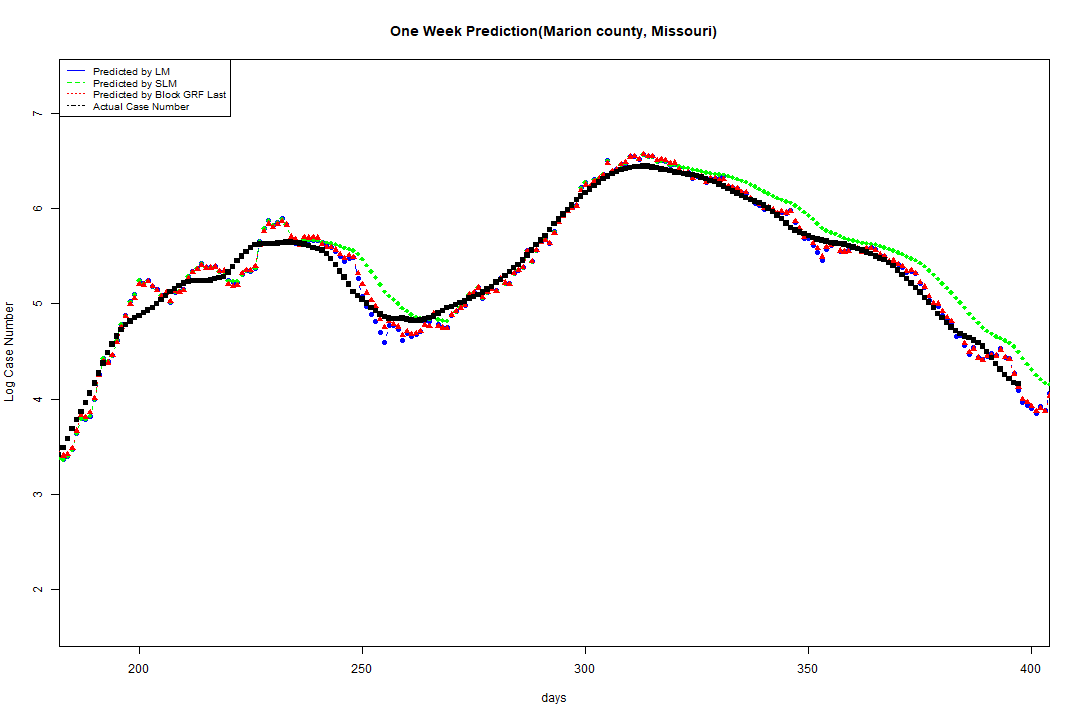 One Week Prediction(Marion county, Missouri)
Predicted by LM
Predicted by SLM
Predicted by Block GRF Last
Actual Case Number
7
6
5
4
3
2
Log Case Number
200 250 300 350 400
days